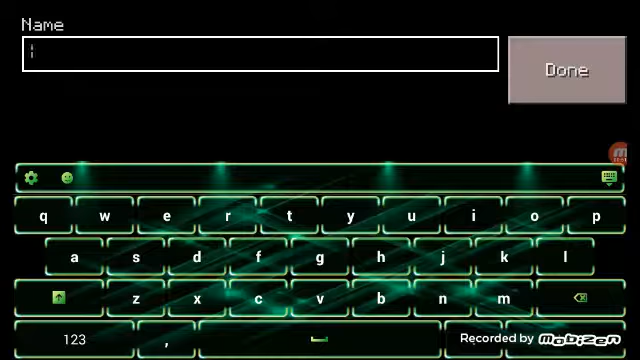 Name
Done
q w e r t y u i o p
a s d f g h j k l
z x c v b n m
123 ,
Recorded by MOBIZEN